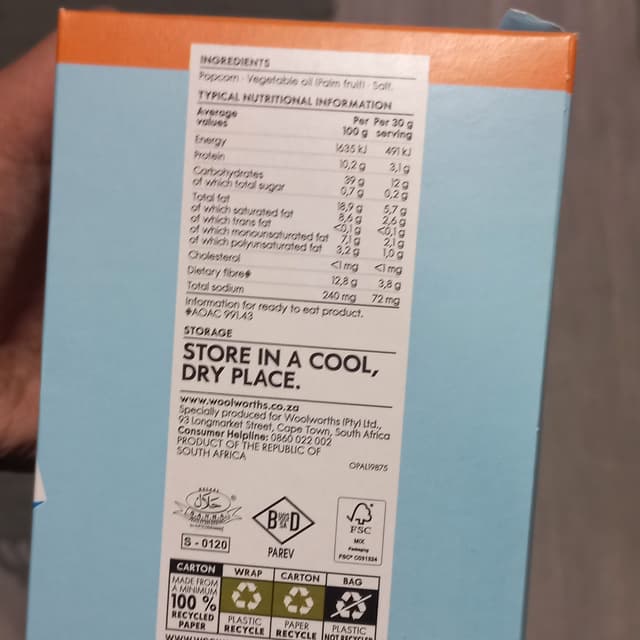 INGREDIENTS
Popcorn · Vegetable oil (Palm fruit) · Salt.
TYPICAL NUTRITIONAL INFORMATION
Average values Per 100 g Per 30 g serving
Energy 1635 kJ 491 kJ
Protein 10,2 g 3,1 g
Carbohydrates 39 g 12 g
of which total sugar 0,7 g 0,2 g
Total fat 18,9 g 5,7 g
of which saturated fat 8,6 g 2,6 g
of which trans fat <0,1 g <0,1 g
of which monounsaturated fat 7,1 g 2,1 g
of which polyunsaturated fat 3,2 g 1,0 g
Cholesterol <1 mg <1 mg
Dietary fibre# 12,8 g 3,8 g
Total sodium 240 mg 72 mg
Information for ready to eat product.
#AOAC 991.43
STORAGE
STORE IN A COOL,
DRY PLACE.
www.woolworths.co.za
Specially produced for Woolworths (Pty) Ltd.,
93 Longmarket Street, Cape Town, South Africa
Consumer Helpline: 0860 022 002
PRODUCT OF THE REPUBLIC OF
SOUTH AFRICA
OPAL19875
حلال
SANHA
S - 0120
B D
PAREV
FSC
MIX
Packaging
FSC® C021324
CARTON WRAP CARTON BAG
MADE FROM
A MINIMUM
100 %
RECYCLED
PAPER
PLASTIC
RECYCLE
PAPER
RECYCLE
PLASTIC
NOT RECYCLED